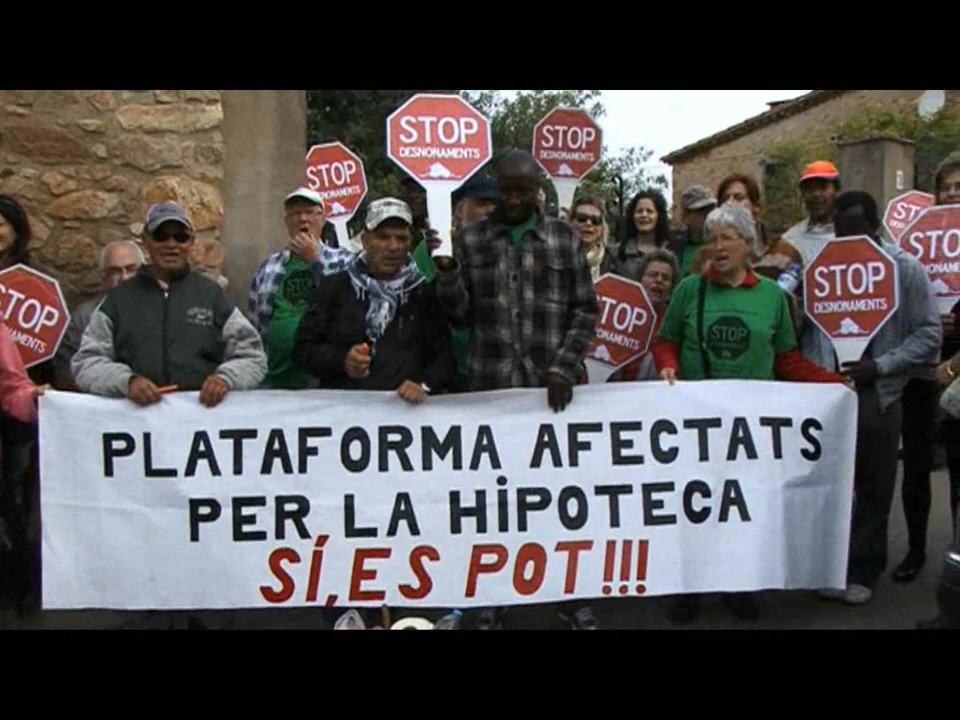 STOP
DESNONAMENTS
STOP
DESNONAMENTS
STOP
DESNONAMENTS
STOP
STOP
STOP
DESNONAMENTS
STOP
STOP
DESNONAMENTS
STOP
PLATAFORMA AFECTATS
PER LA HIPOTECA
SÍ, ES POT!!!